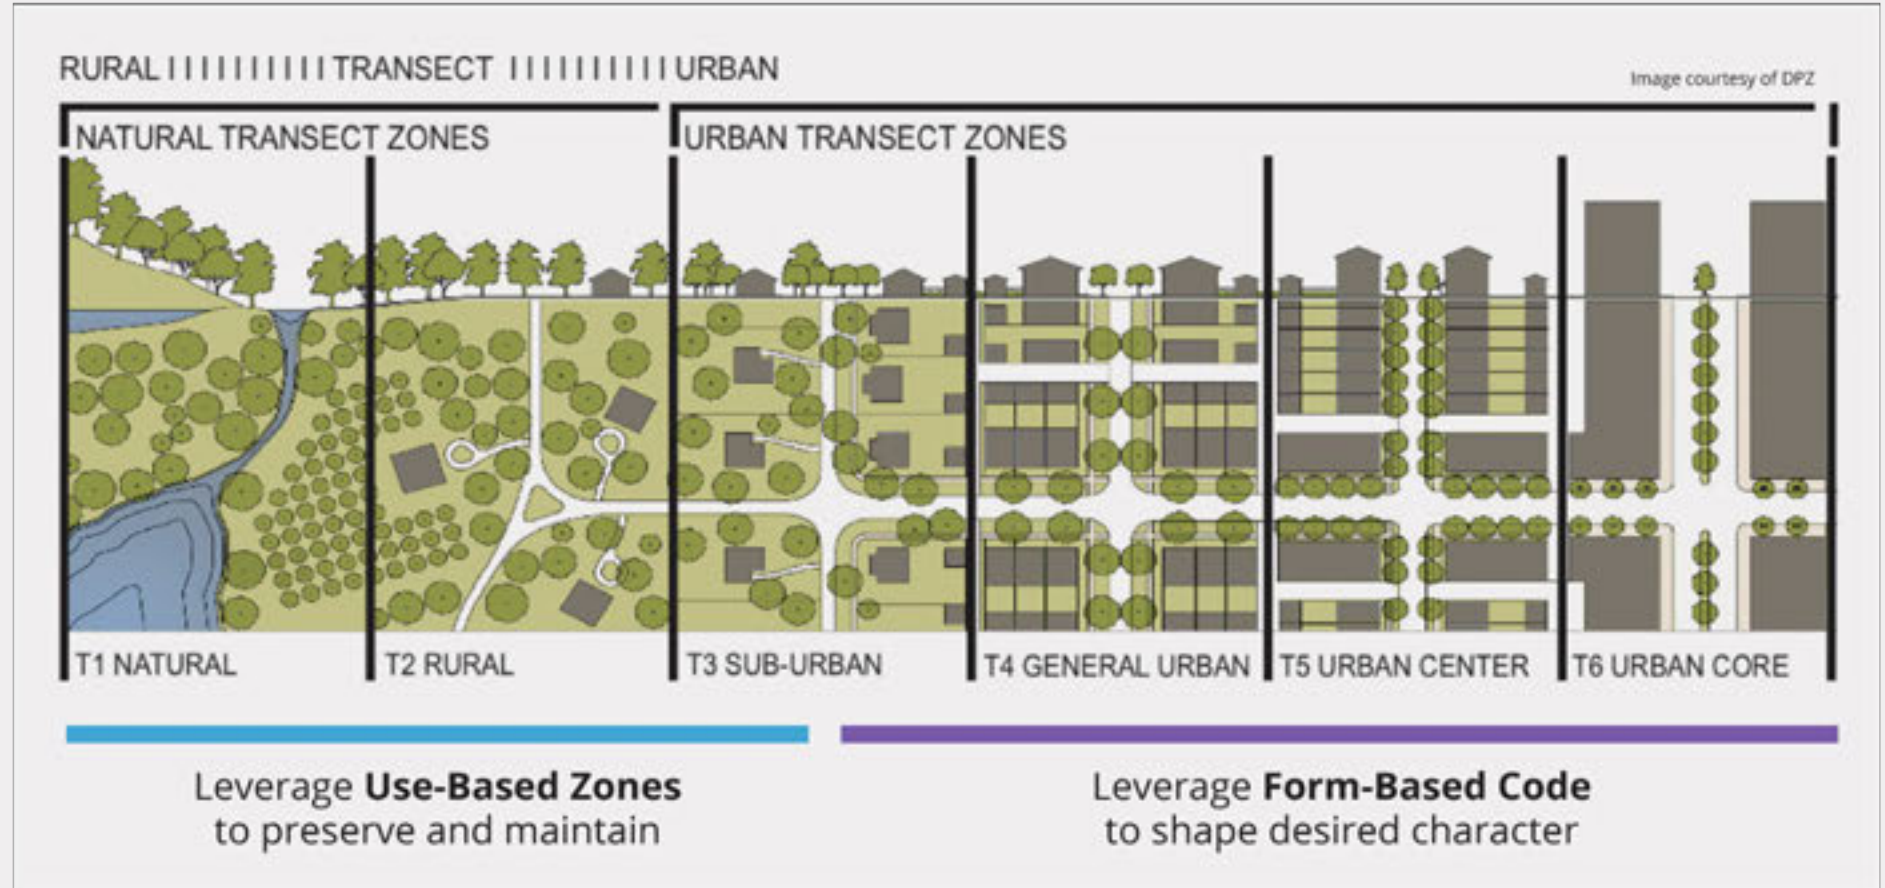 RURAL IIIIIIIIII TRANSECT IIIIIIIIII URBAN
Image courtesy of DPZ
NATURAL TRANSECT ZONES
URBAN TRANSECT ZONES
T1 NATURAL
T2 RURAL
T3 SUB-URBAN
T4 GENERAL URBAN
T5 URBAN CENTER
T6 URBAN CORE
Leverage Use-Based Zones
to preserve and maintain
Leverage Form-Based Code
to shape desired character